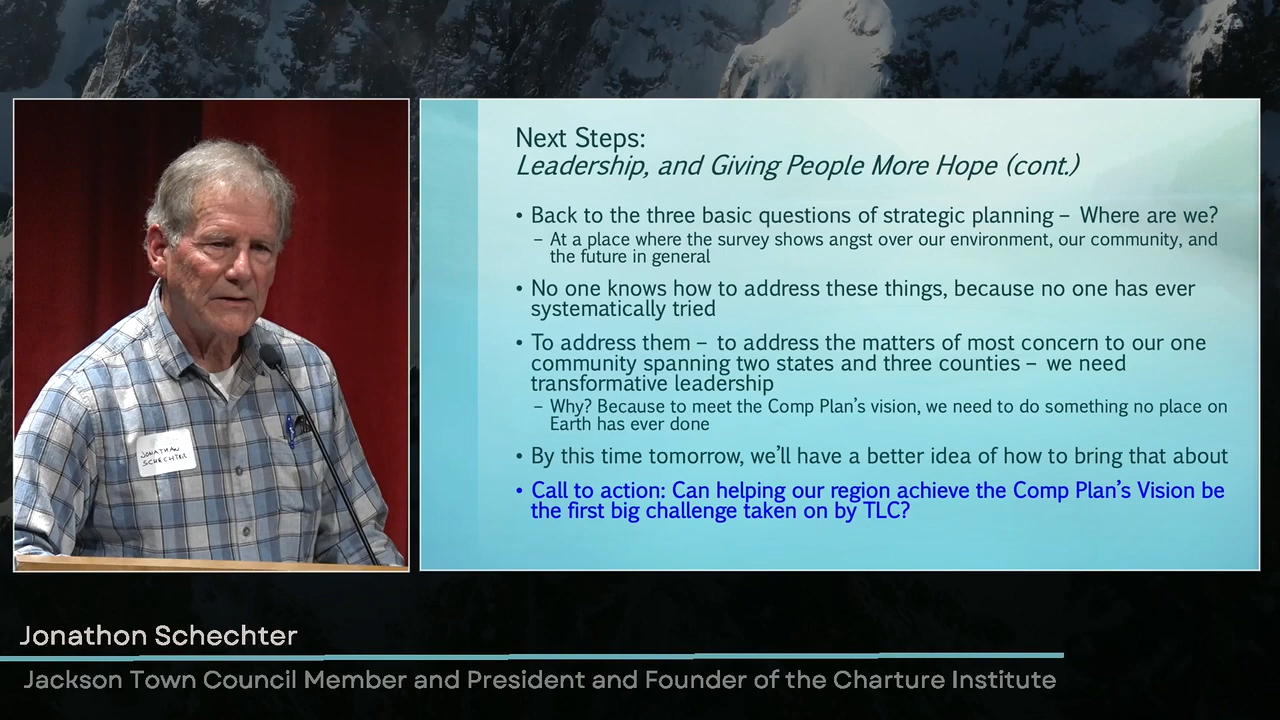 Next Steps:
Leadership, and Giving People More Hope (cont.)
• Back to the three basic questions of strategic planning – Where are we?
– At a place where the survey shows angst over our environment, our community, and
the future in general
• No one knows how to address these things, because no one has ever
systematically tried
• To address them – to address the matters of most concern to our one
community spanning two states and three counties – we need
transformative leadership
– Why? Because to meet the Comp Plan's vision, we need to do something no place on
Earth has ever done
• By this time tomorrow, we'll have a better idea of how to bring that about
• Call to action: Can helping our region achieve the Comp Plan's Vision be
the first big challenge taken on by TLC?
JONATHAN
SCHECHTER
Jonathon Schechter
Jackson Town Council Member and President and Founder of the Charture Institute